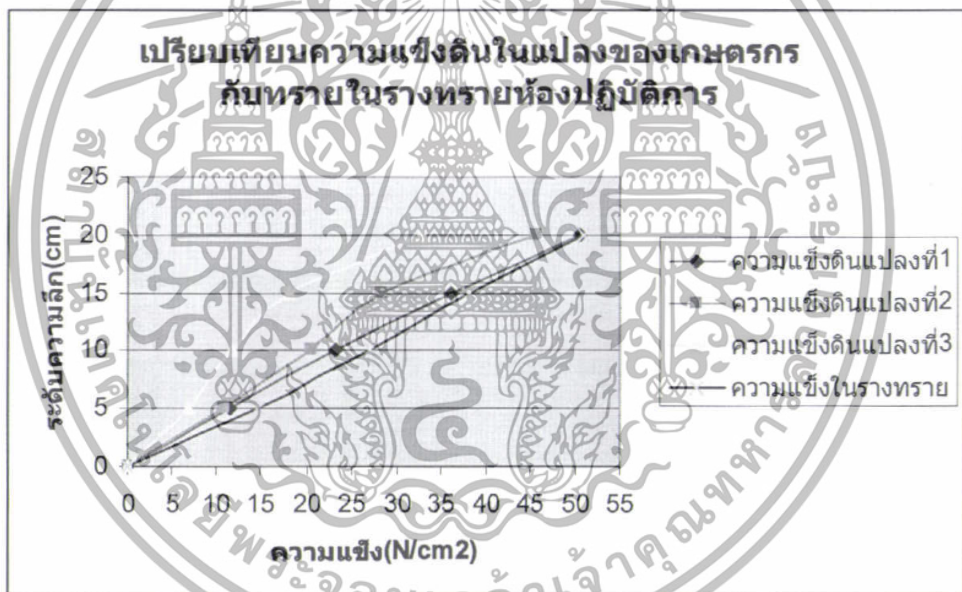 เปรียบเทียบความแข็งดินในแปลงของเกษตรกร
กับทรายในรางทรายห้องปฏิบัติการ
25
20
15
10
5
0
ระดับความลึก(cm)
0 5 10 15 20 25 30 35 40 45 50 55
ความแข็ง(N/cm2)
ความแข็งดินแปลงที่1
ความแข็งดินแปลงที่2
ความแข็งดินแปลงที่3
ความแข็งในรางทราย